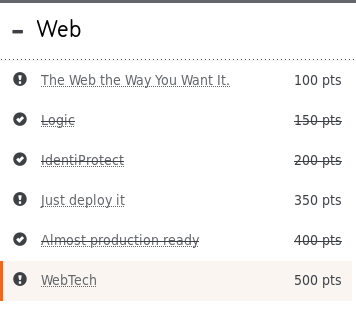 Web
The Web the Way You Want It. 100 pts
Logic 150 pts
IdentiProtect 200 pts
Just deploy it 350 pts
Almost production ready 400 pts
WebTech 500 pts